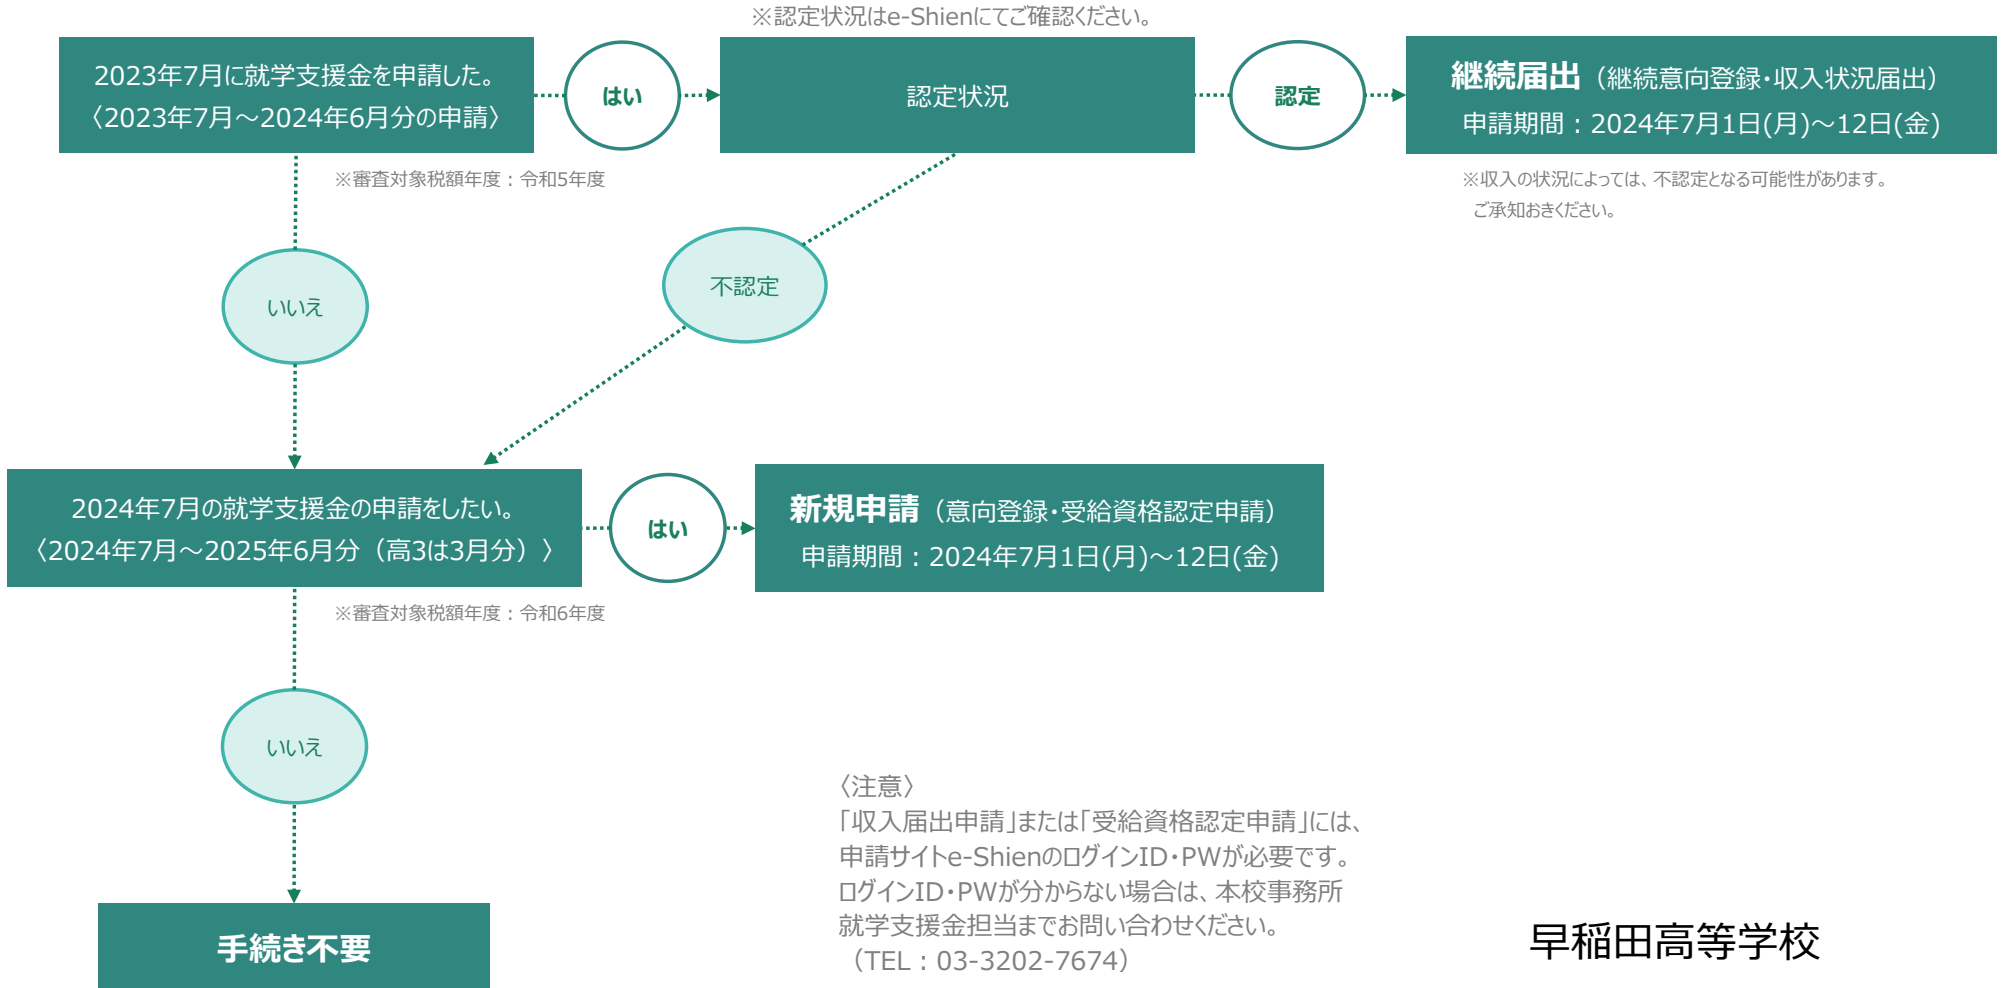 ※認定状況はe-Shienにてご確認ください。
2023年7月に就学支援金を申請した。
〈2023年7月～2024年6月分の申請〉
はい
認定状況
認定
継続届出（継続意向登録・収入状況届出）
申請期間：2024年7月1日(月)～12日(金)
※審査対象税額年度：令和5年度
※収入の状況によっては、不認定となる可能性があります。
ご承知おきください。
いいえ
不認定
2024年7月の就学支援金の申請をしたい。
〈2024年7月～2025年6月分（高3は3月分）〉
はい
新規申請（意向登録・受給資格認定申請）
申請期間：2024年7月1日(月)～12日(金)
※審査対象税額年度：令和6年度
いいえ
手続き不要
〈注意〉
「収入届出申請」または「受給資格認定申請」には、
申請サイトe-ShienのログインID・PWが必要です。
ログインID・PWが分からない場合は、本校事務所
就学支援金担当までお問い合わせください。
（TEL：03-3202-7674）
早稲田高等学校